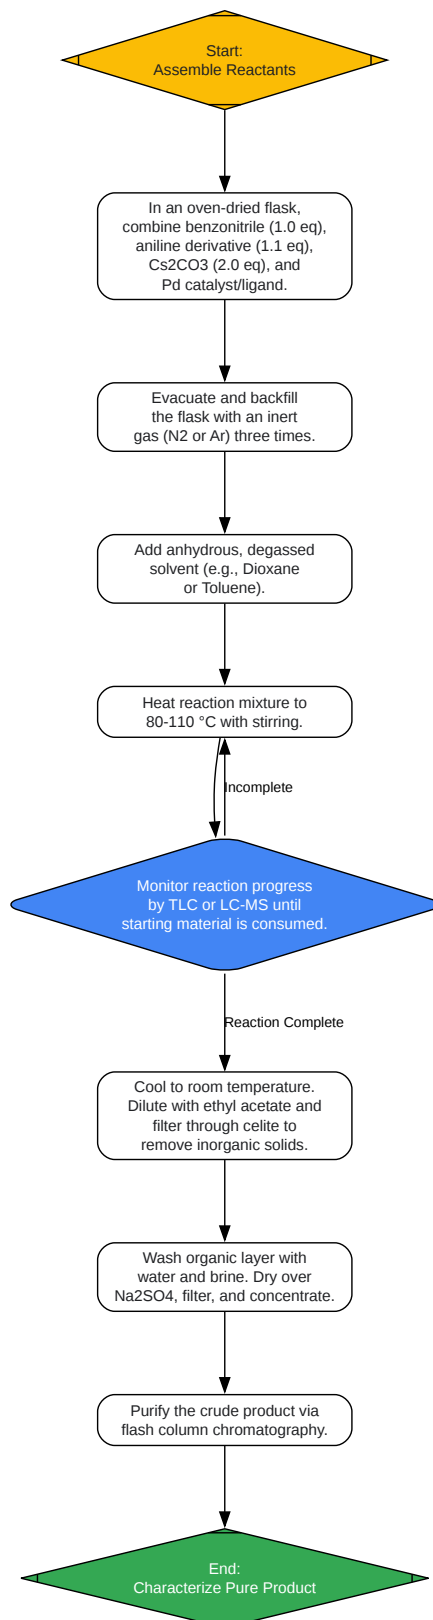 Start:
Assemble Reactants
In an oven-dried flask,
combine benzonitrile (1.0 eq),
aniline derivative (1.1 eq),
Cs2CO3 (2.0 eq), and
Pd catalyst/ligand.
Evacuate and backfill
the flask with an inert
gas (N2 or Ar) three times.
Add anhydrous, degassed
solvent (e.g., Dioxane
or Toluene).
Heat reaction mixture to
80-110 °C with stirring.
Incomplete
Monitor reaction progress
by TLC or LC-MS until
starting material is consumed.
Reaction Complete
Cool to room temperature.
Dilute with ethyl acetate and
filter through celite to
remove inorganic solids.
Wash organic layer with
water and brine. Dry over
Na2SO4, filter, and concentrate.
Purify the crude product via
flash column chromatography.
End:
Characterize Pure Product